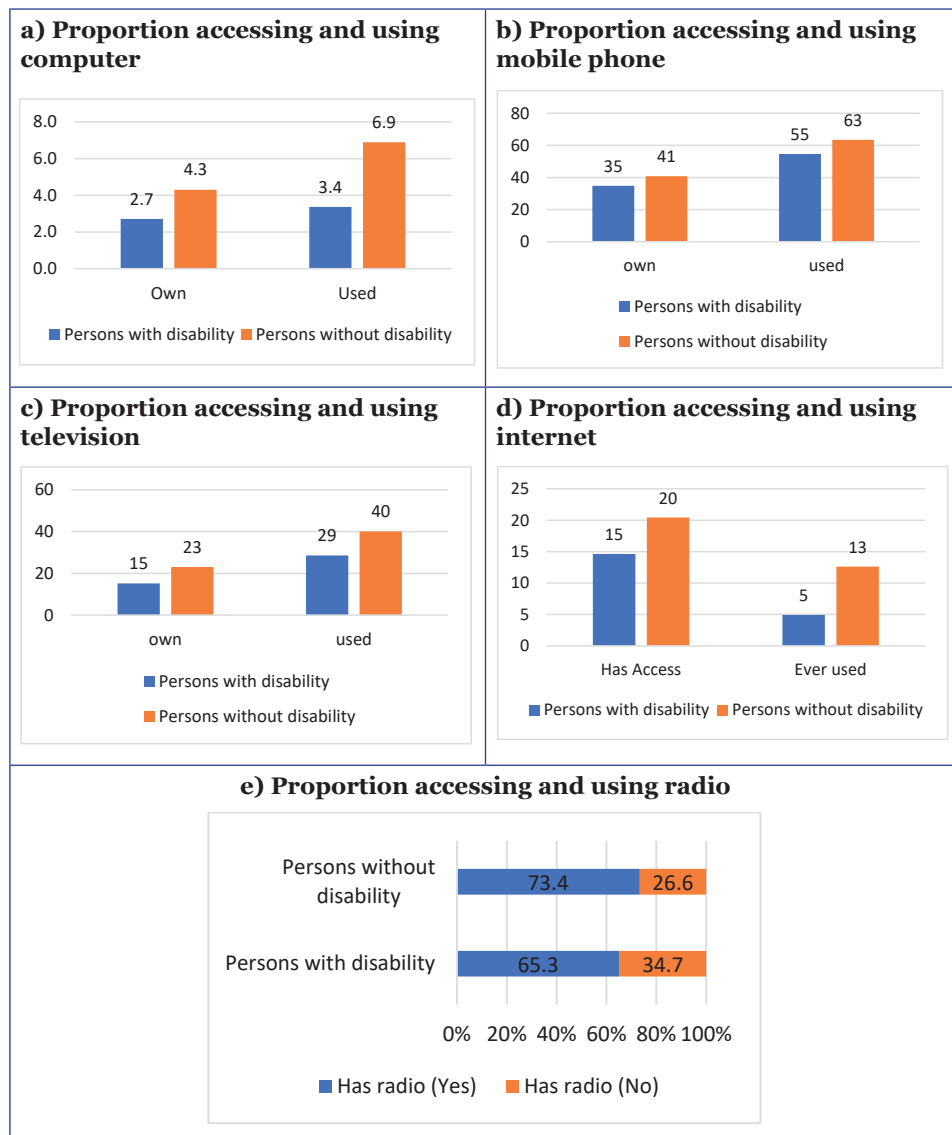 a) Proportion accessing and using
computer
8.0
6.0
4.0
2.0
0.0
2.7
4.3
3.4
6.9
Own
Used
Persons with disability
Persons without disability
b) Proportion accessing and using
mobile phone
80
60
40
20
0
35
41
55
63
own
used
Persons with disability
Persons without disability
c) Proportion accessing and using
television
60
40
20
0
15
23
29
40
own
used
Persons with disability
Persons without disability
d) Proportion accessing and using
internet
25
20
15
10
5
0
15
20
5
13
Has Access
Ever used
Persons with disability
Persons without disability
e) Proportion accessing and using radio
Persons without
disability
73.4
26.6
Persons with disability
65.3
34.7
0% 20% 40% 60% 80% 100%
Has radio (Yes)
Has radio (No)